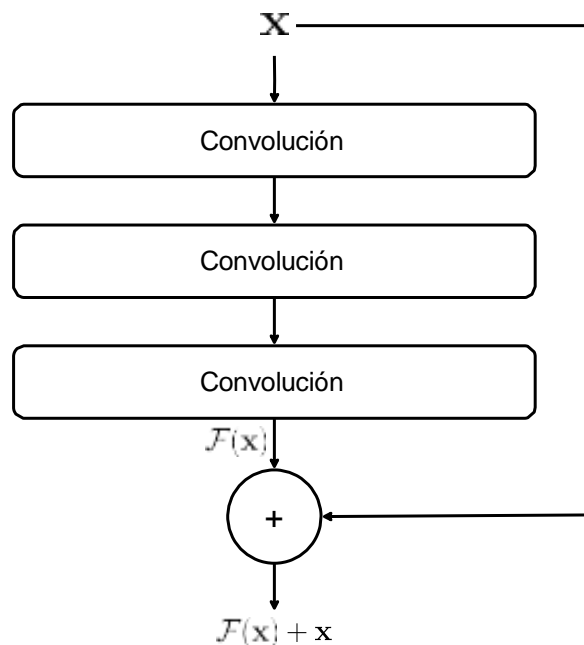 X
Convolución
Convolución
Convolución
𝓕(𝐱)
+
𝓕(𝐱) + 𝐱